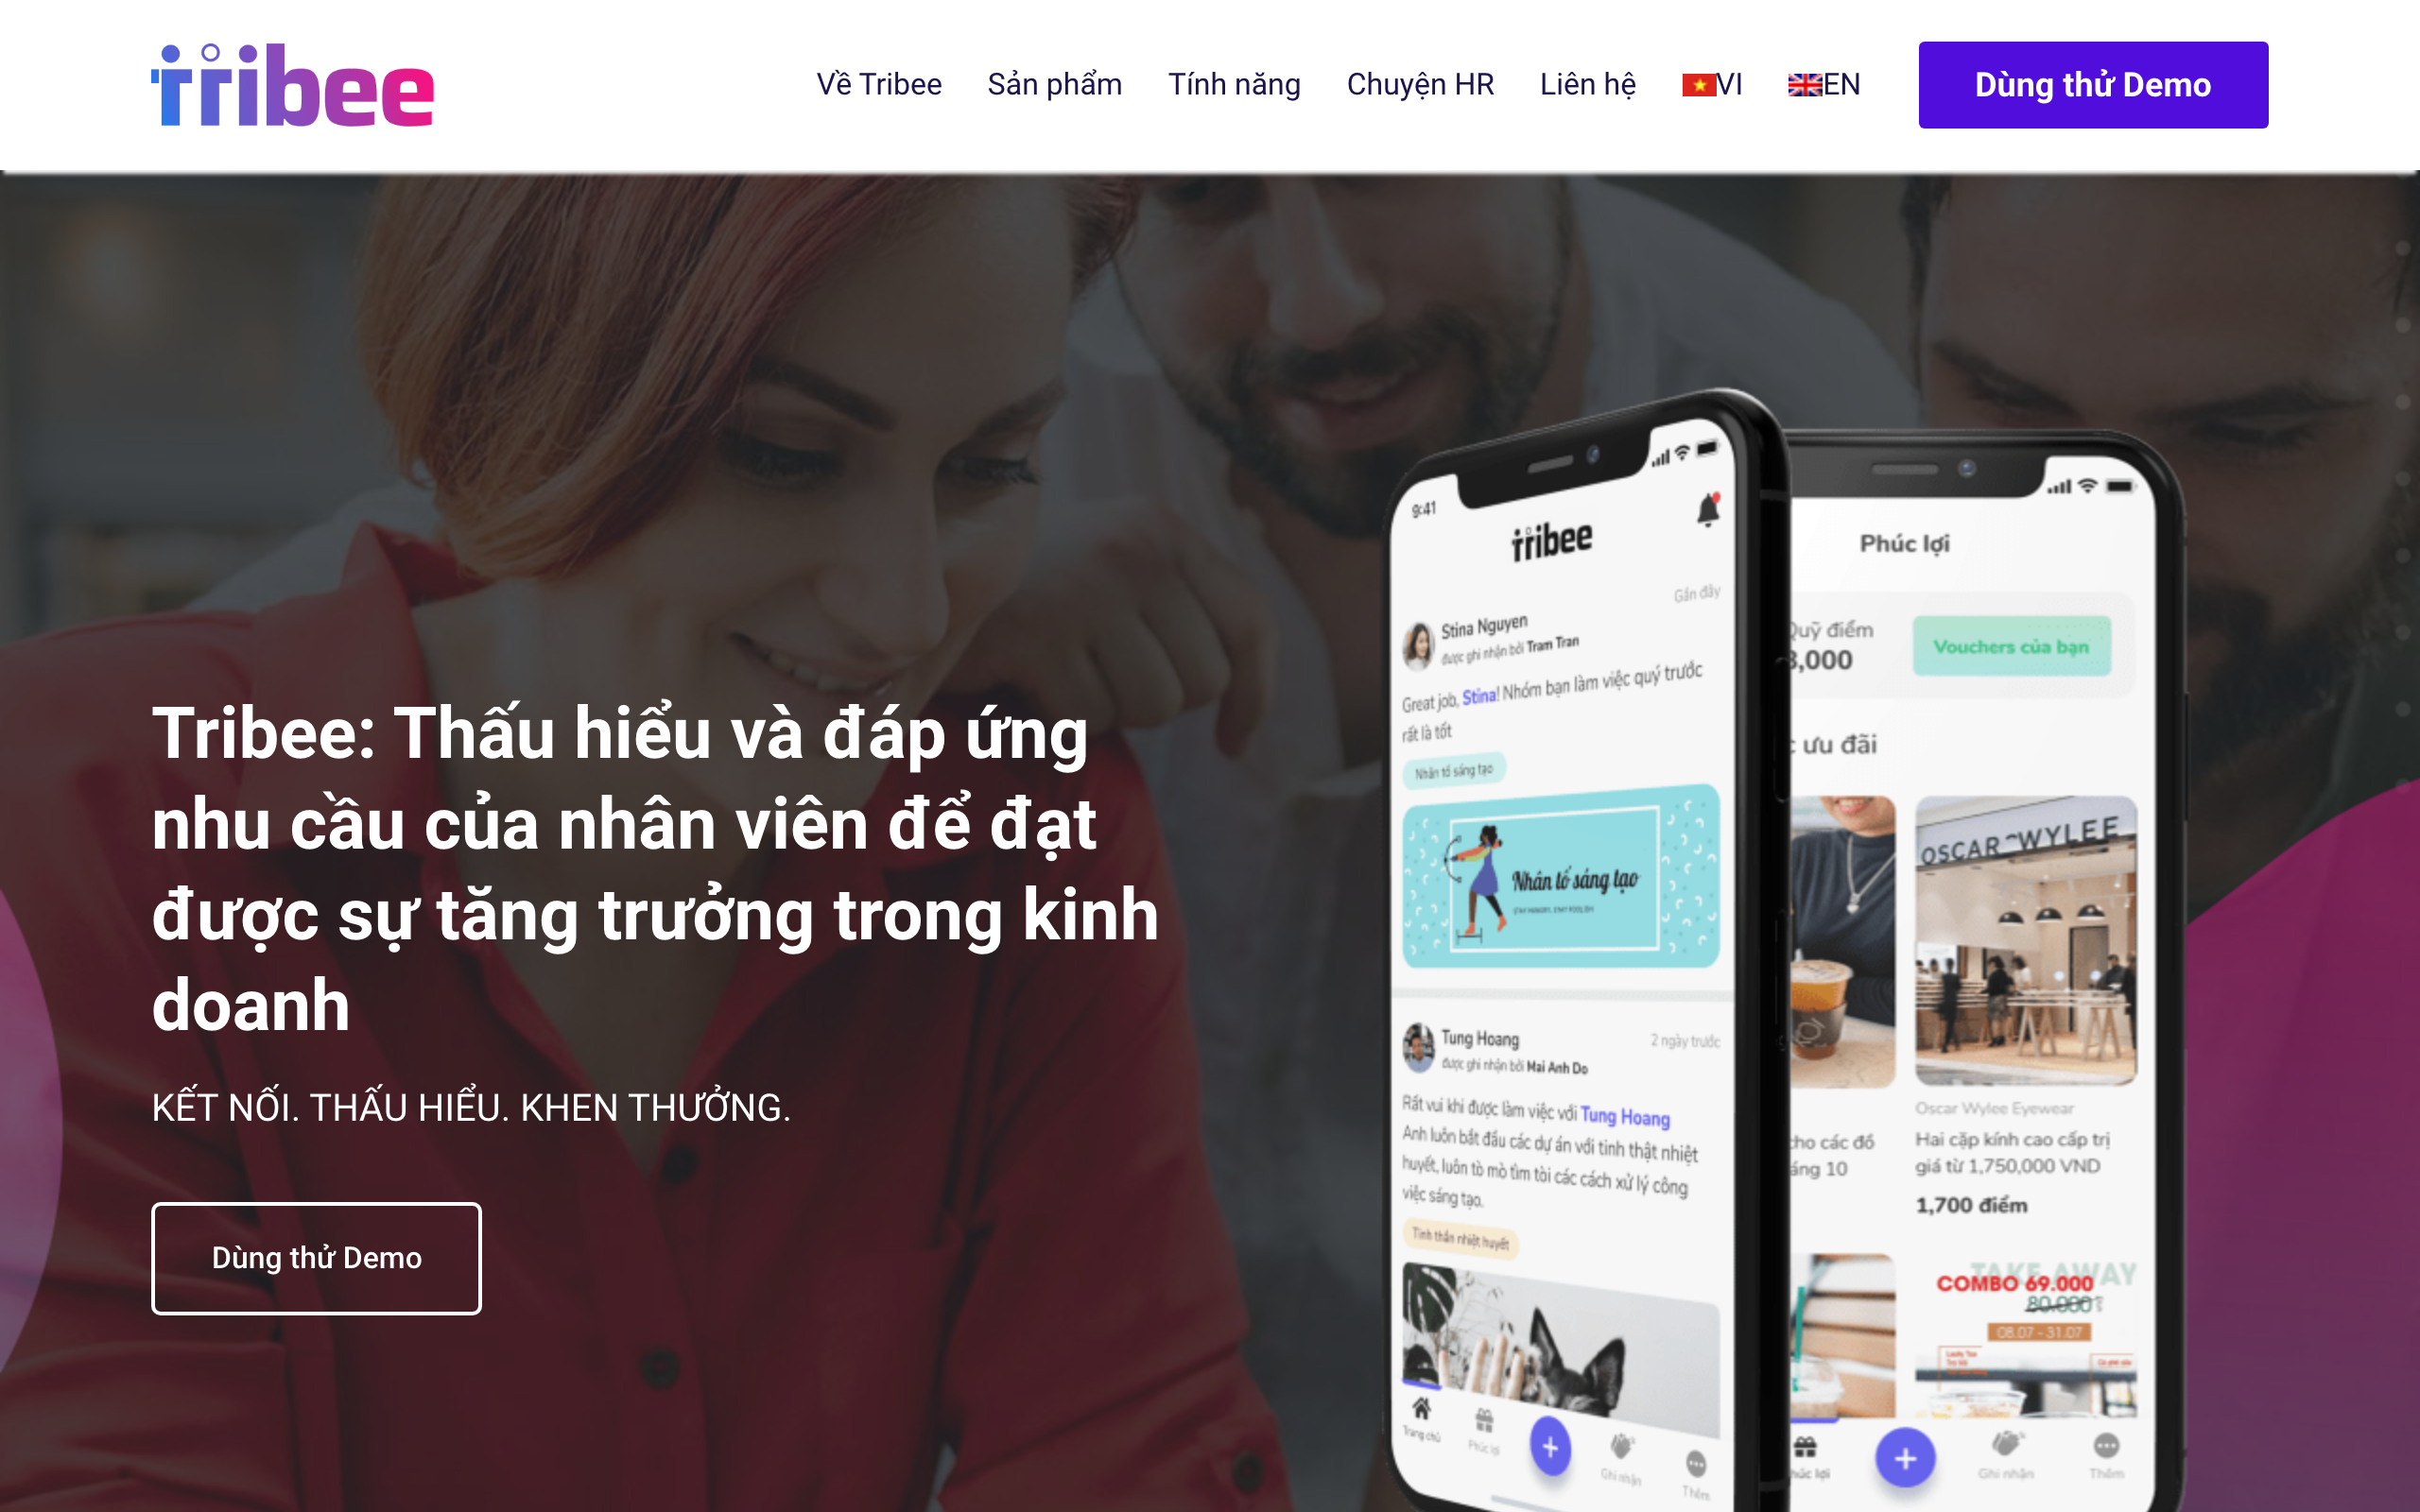 tribee
Về Tribee
Sản phẩm
Tính năng
Chuyện HR
Liên hệ
VI
EN
Dùng thử Demo
Tribee: Thấu hiểu và đáp ứng
nhu cầu của nhân viên để đạt
được sự tăng trưởng trong kinh
doanh
KẾT NỐI. THẤU HIỂU. KHEN THƯỞNG.
Dùng thử Demo
9:41
tribee
Gần đây
Stina Nguyen
được ghi nhận bởi Tram Tran
Great job, Stina! Nhóm bạn làm việc quý trước
rất là tốt
Nhân tố sáng tạo
Nhân tố sáng tạo
STAY HUNGRY, STAY FOOLISH
Tung Hoang
2 ngày trước
được ghi nhận bởi Mai Anh Do
Rất vui khi được làm việc với Tung Hoang
Anh luôn bắt đầu các dự án với tinh thật nhiệt
huyết, luôn tò mò tìm tòi các cách xử lý công
việc sáng tạo.
Tinh thần nhiệt huyết
Trang chủ
Phúc lợi
Ghi nhận
Thêm
Phúc lợi
Quỹ điểm
8,000
Vouchers của bạn
ưu đãi
OSCAR WYLEE
Oscar Wylee Eyewear
Hai cặp kính cao cấp trị
giá từ 1,750,000 VND
1,700 điểm
cho các đồ
áng 10
TAKE AWAY
COMBO 69.000
80.000
08.07 - 31.07
húc lợi
Ghi nhận
Thêm